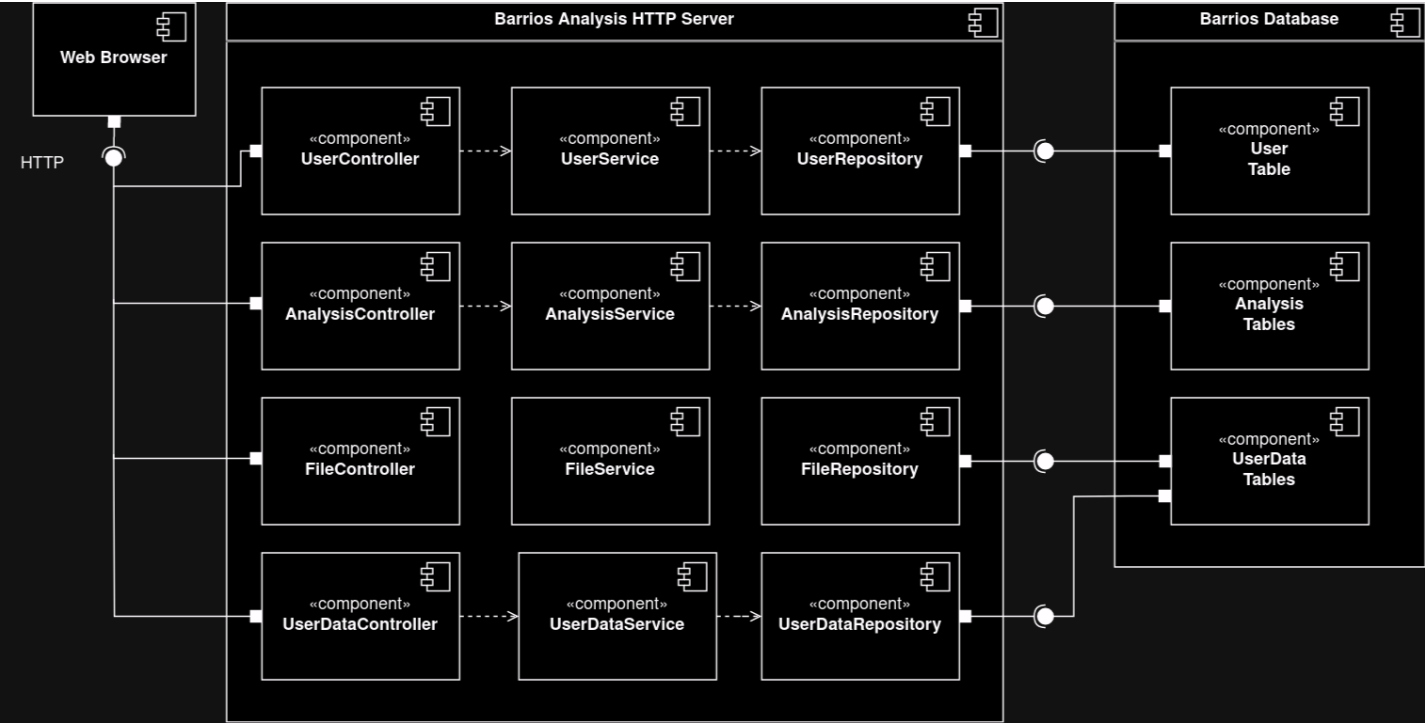 Barrios Analysis HTTP Server
Barrios Database
Web Browser
HTTP
«component»
UserController
«component»
UserService
«component»
UserRepository
«component»
User
Table
«component»
AnalysisController
«component»
AnalysisService
«component»
AnalysisRepository
«component»
Analysis
Tables
«component»
FileController
«component»
FileService
«component»
FileRepository
«component»
UserData
Tables
«component»
UserDataController
«component»
UserDataService
«component»
UserDataRepository